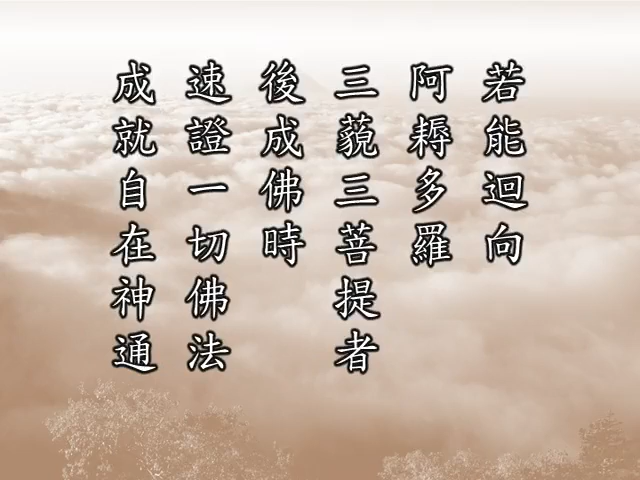 若能迴向
阿耨多羅
三藐三菩提者
後成佛時
速證一切佛法
成就自在神通